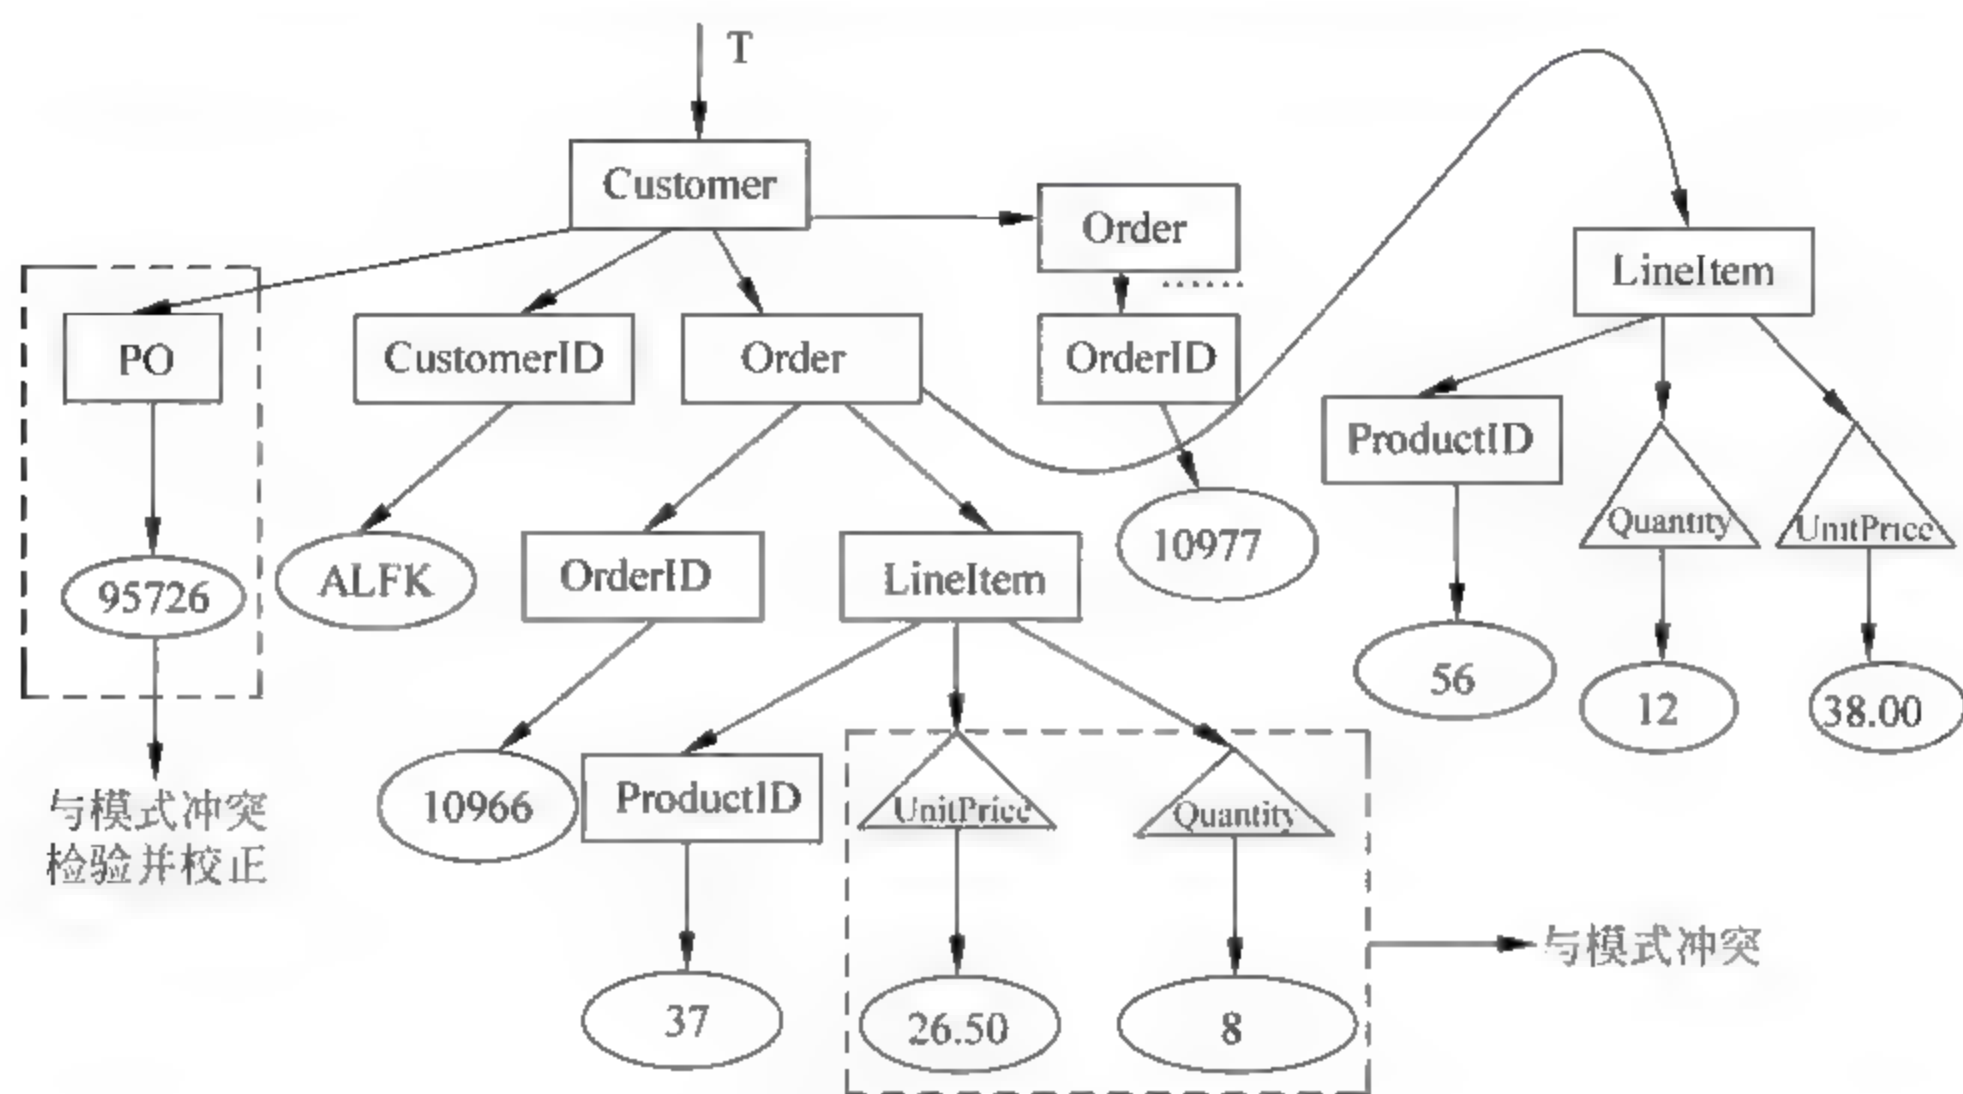 T
Customer
Order
LineItem
PO
CustomerID
Order
OrderID
ProductID
Quantity
UnitPrice
95726
ALFK
OrderID
LineItem
10977
56
12
38.00
与模式冲突
检验并校正
10966
ProductID
UnitPrice
Quantity
与模式冲突
37
26.50
8